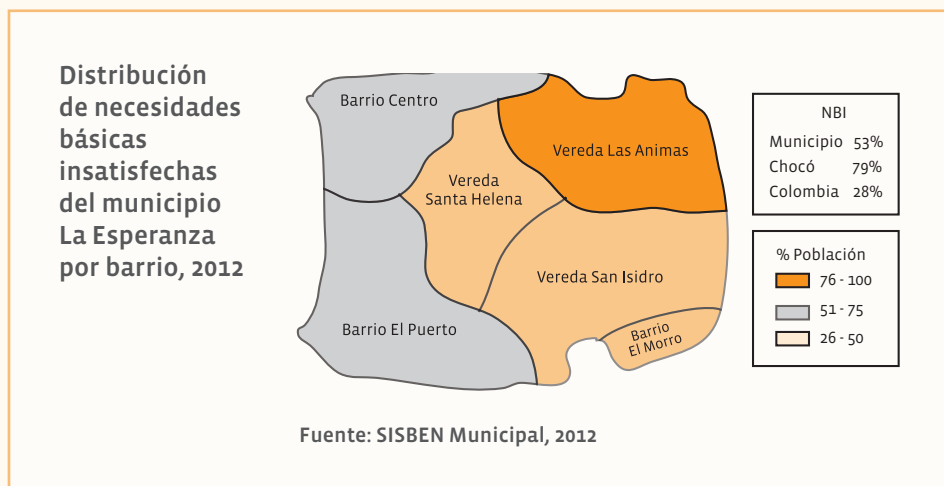 Distribución
de necesidades
básicas
insatisfechas
del municipio
La Esperanza
por barrio, 2012
Barrio Centro
Vereda Las Animas
Vereda
Santa Helena
Vereda San Isidro
Barrio El Puerto
Barrio
El Morro
NBI
Municipio 53%
Chocó 79%
Colombia 28%
% Población
76 - 100
51 - 75
26 - 50
Fuente: SISBEN Municipal, 2012